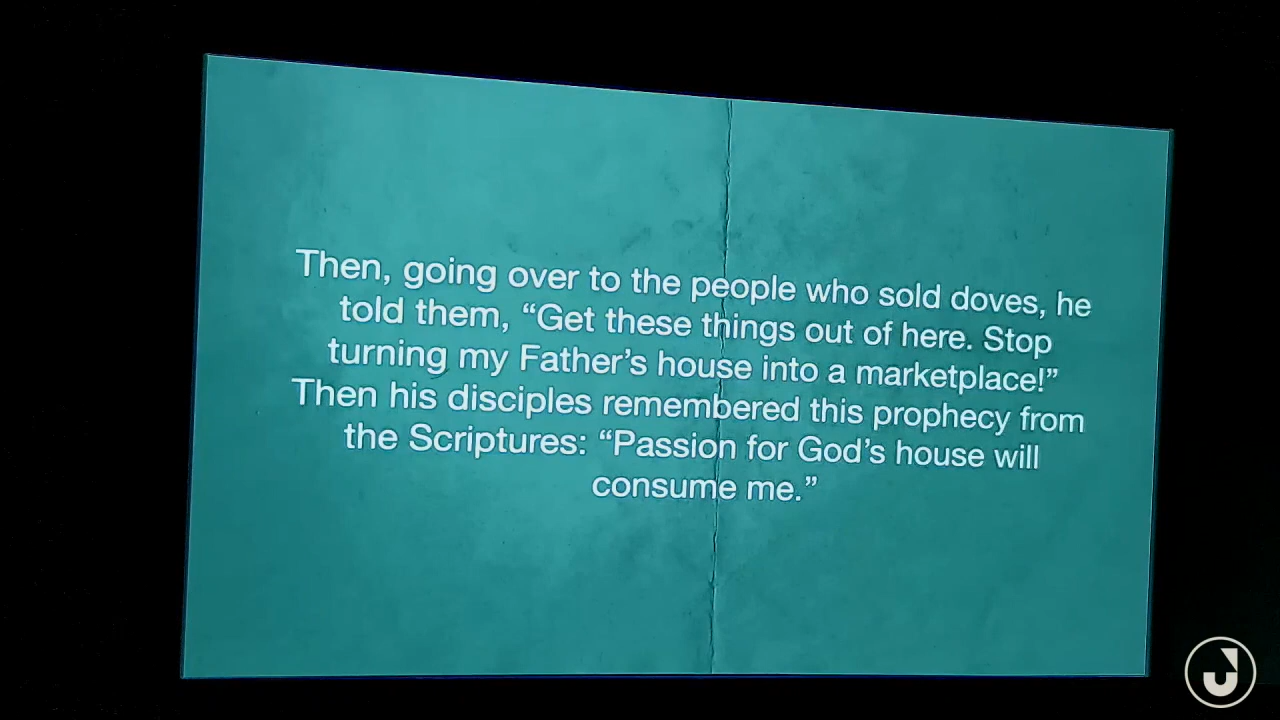 Then, going over to the people who sold doves, he
told them, “Get these things out of here. Stop
turning my Father’s house into a marketplace!”
Then his disciples remembered this prophecy from
the Scriptures: “Passion for God’s house will
consume me.”